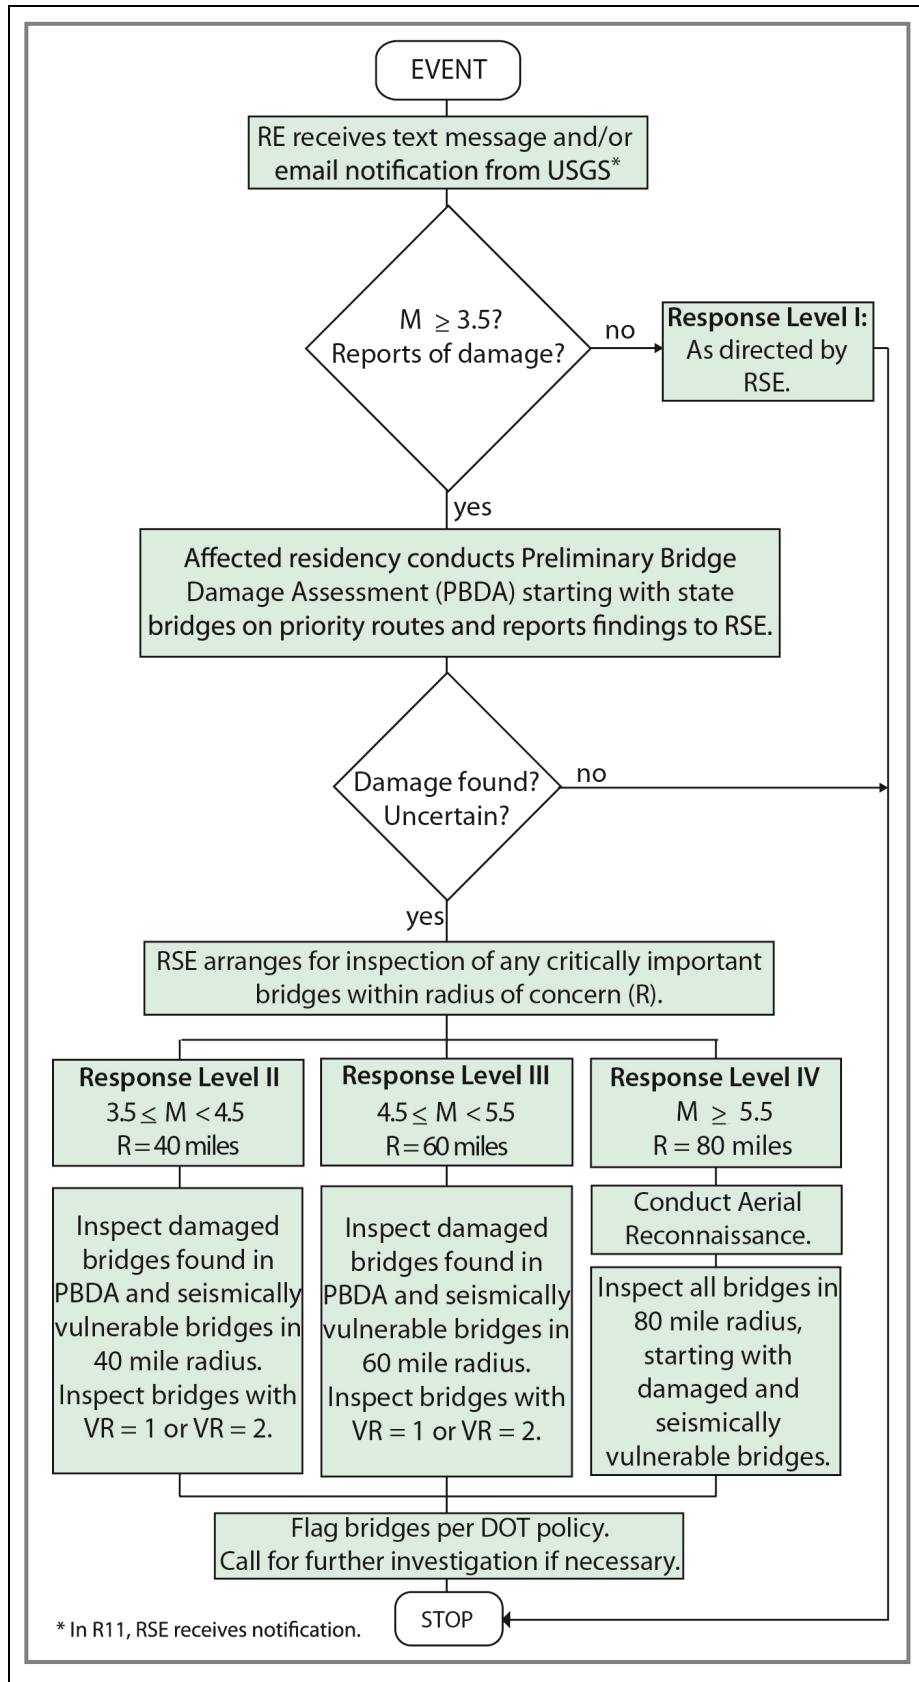 EVENT
RE receives text message and/or
email notification from USGS*
M ≥ 3.5?
Reports of damage?
no
Response Level I:
As directed by
RSE.
yes
Affected residency conducts Preliminary Bridge
Damage Assessment (PBDA) starting with state
bridges on priority routes and reports findings to RSE.
Damage found?
Uncertain?
no
yes
RSE arranges for inspection of any critically important
bridges within radius of concern (R).
Response Level II
3.5 ≤ M < 4.5
R = 40 miles
Inspect damaged
bridges found in
PBDA and seismically
vulnerable bridges in
40 mile radius.
Inspect bridges with
VR = 1 or VR = 2.
Response Level III
4.5 ≤ M < 5.5
R = 60 miles
Inspect damaged
bridges found in
PBDA and seismically
vulnerable bridges in
60 mile radius.
Inspect bridges with
VR = 1 or VR = 2.
Response Level IV
M ≥ 5.5
R = 80 miles
Conduct Aerial
Reconnaissance.
Inspect all bridges in
80 mile radius,
starting with
damaged and
seismically
vulnerable bridges.
Flag bridges per DOT policy.
Call for further investigation if necessary.
STOP
* In R11, RSE receives notification.